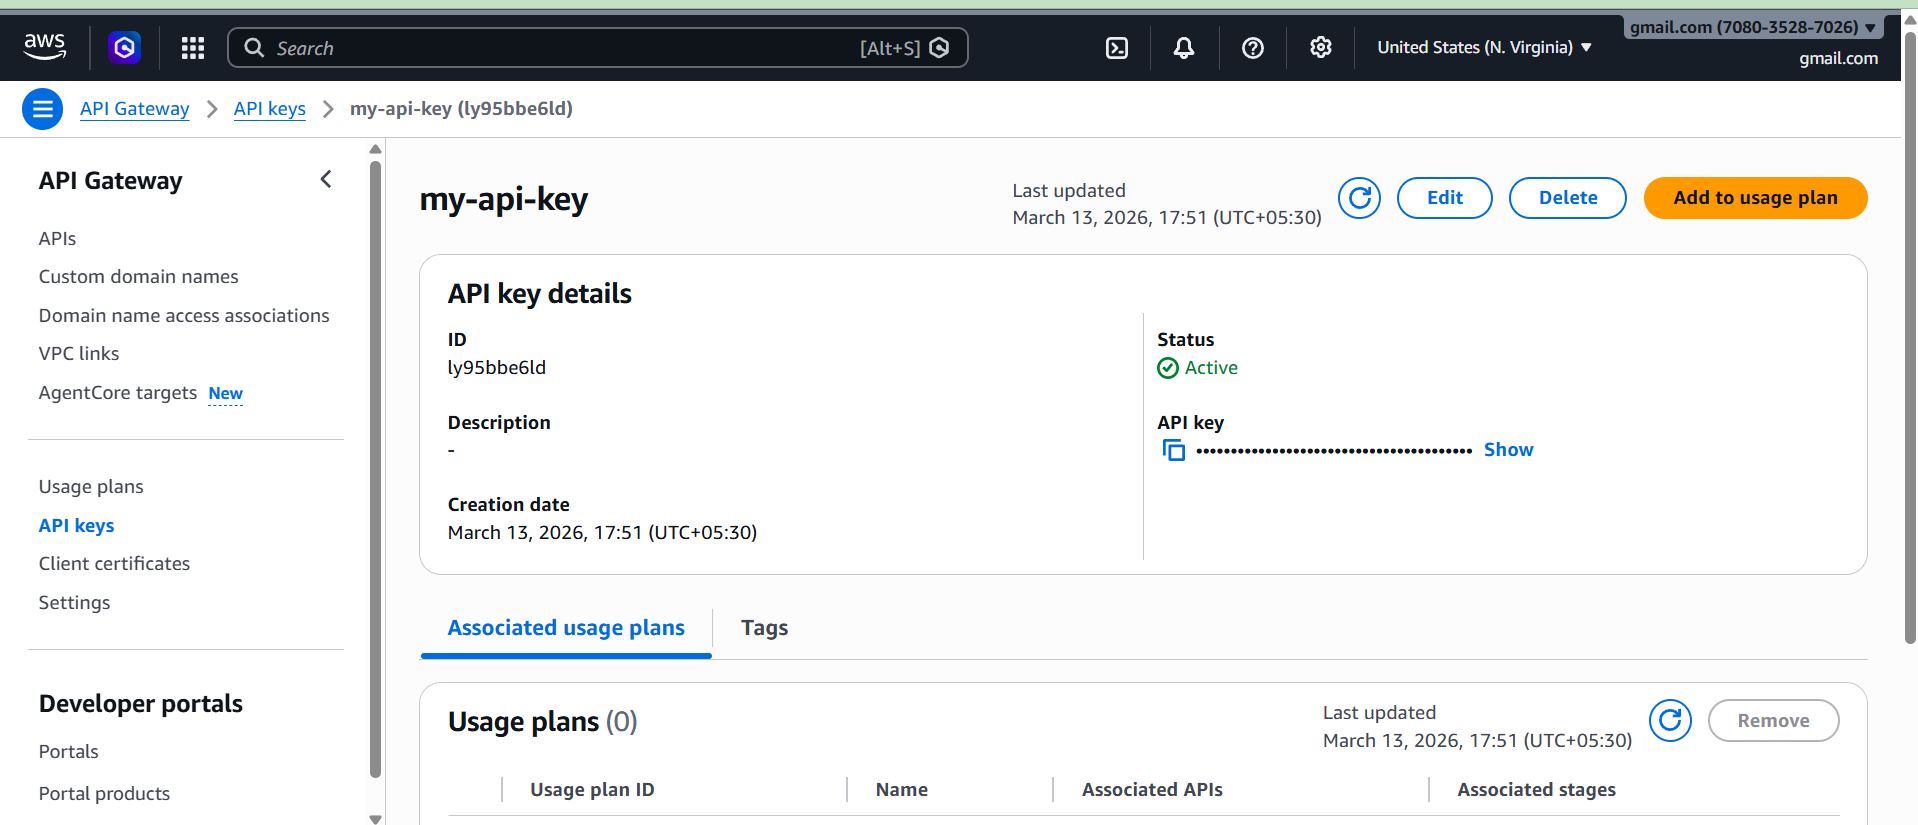 aws
Search [Alt+S]
United States (N. Virginia) ▼
gmail.com (7080-3528-7026) ▼
gmail.com
API Gateway > API keys > my-api-key (ly95bbe6ld)
API Gateway
APIs
Custom domain names
Domain name access associations
VPC links
AgentCore targets New
Usage plans
API keys
Client certificates
Settings
Developer portals
Portals
Portal products
my-api-key
Last updated
March 13, 2026, 17:51 (UTC+05:30)
Edit
Delete
Add to usage plan
API key details
ID
ly95bbe6ld
Description
-
Creation date
March 13, 2026, 17:51 (UTC+05:30)
Status
Active
API key
•••••••••••••••••••••••••••••••••••••••• Show
Associated usage plans
Tags
Usage plans (0)
Last updated
March 13, 2026, 17:51 (UTC+05:30)
Remove
Usage plan ID
Name
Associated APIs
Associated stages